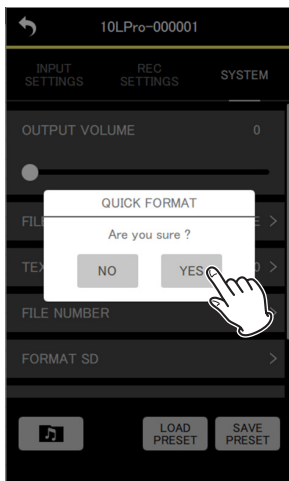 10LPro-000001
INPUT
SETTINGS
REC
SETTINGS
SYSTEM
OUTPUT VOLUME 0
QUICK FORMAT
Are you sure ?
NO YES
FILE NUMBER
FORMAT SD
LOAD
PRESET
SAVE
PRESET